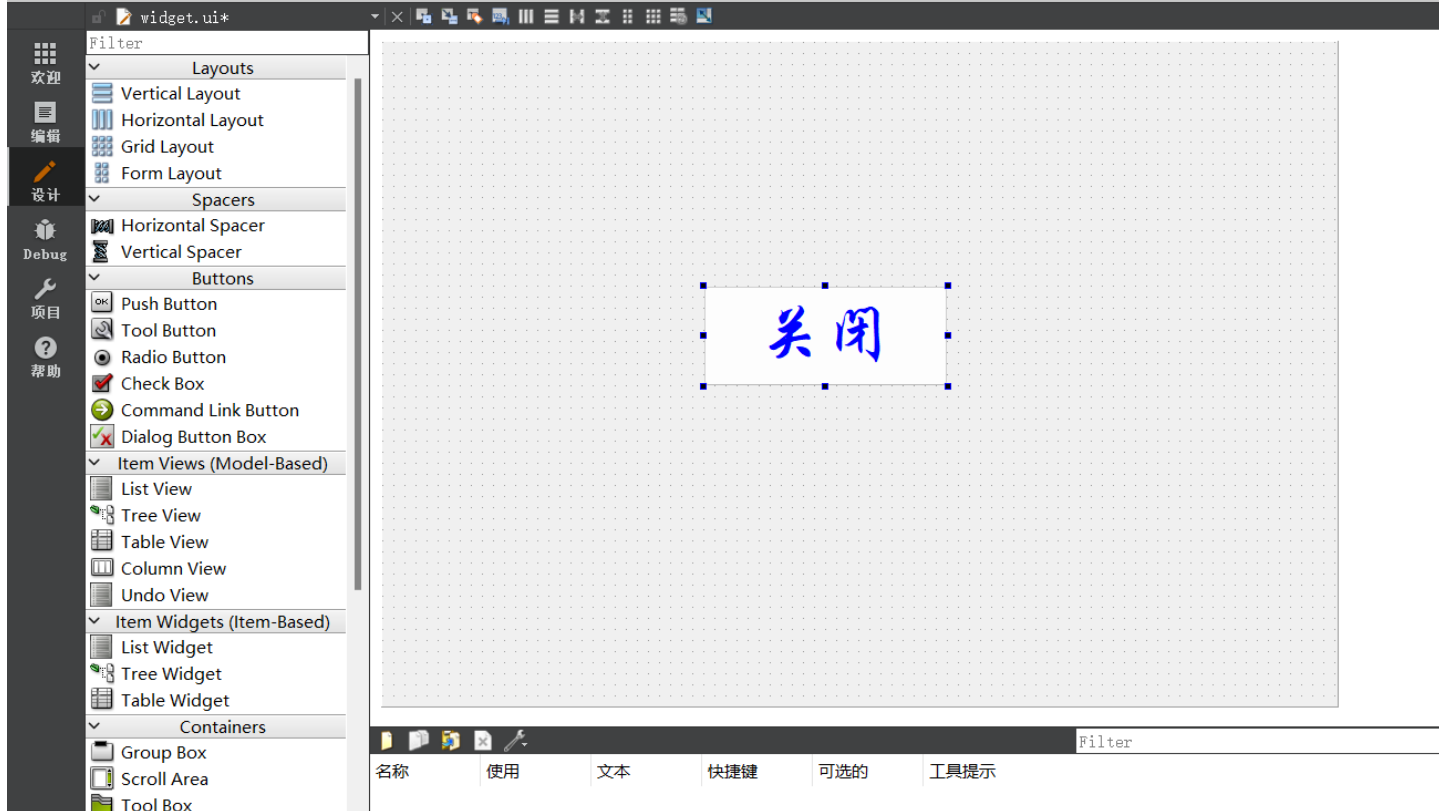 widget.ui*
Filter
欢迎
编辑
设计
Debug
项目
帮助
Layouts
Vertical Layout
Horizontal Layout
Grid Layout
Form Layout
Spacers
Horizontal Spacer
Vertical Spacer
Buttons
OK
Push Button
Tool Button
Radio Button
Check Box
Command Link Button
Dialog Button Box
Item Views (Model-Based)
List View
Tree View
Table View
Column View
Undo View
Item Widgets (Item-Based)
List Widget
Tree Widget
Table Widget
Containers
Group Box
Scroll Area
Tool Box
关闭
Filter
名称 使用 文本 快捷键 可选的 工具提示